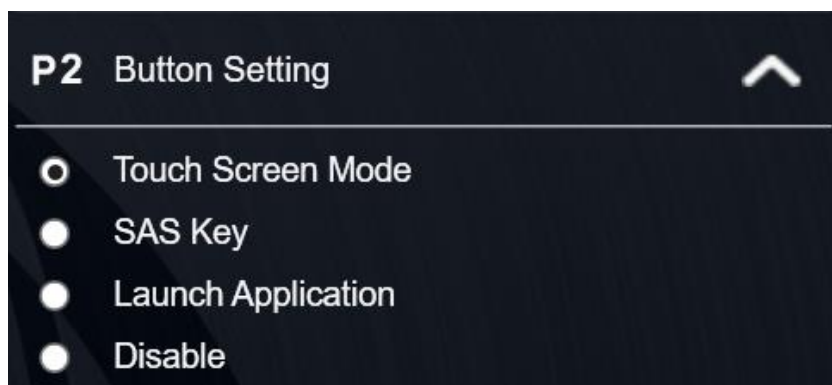 P2 Button Setting
Touch Screen Mode
SAS Key
Launch Application
Disable